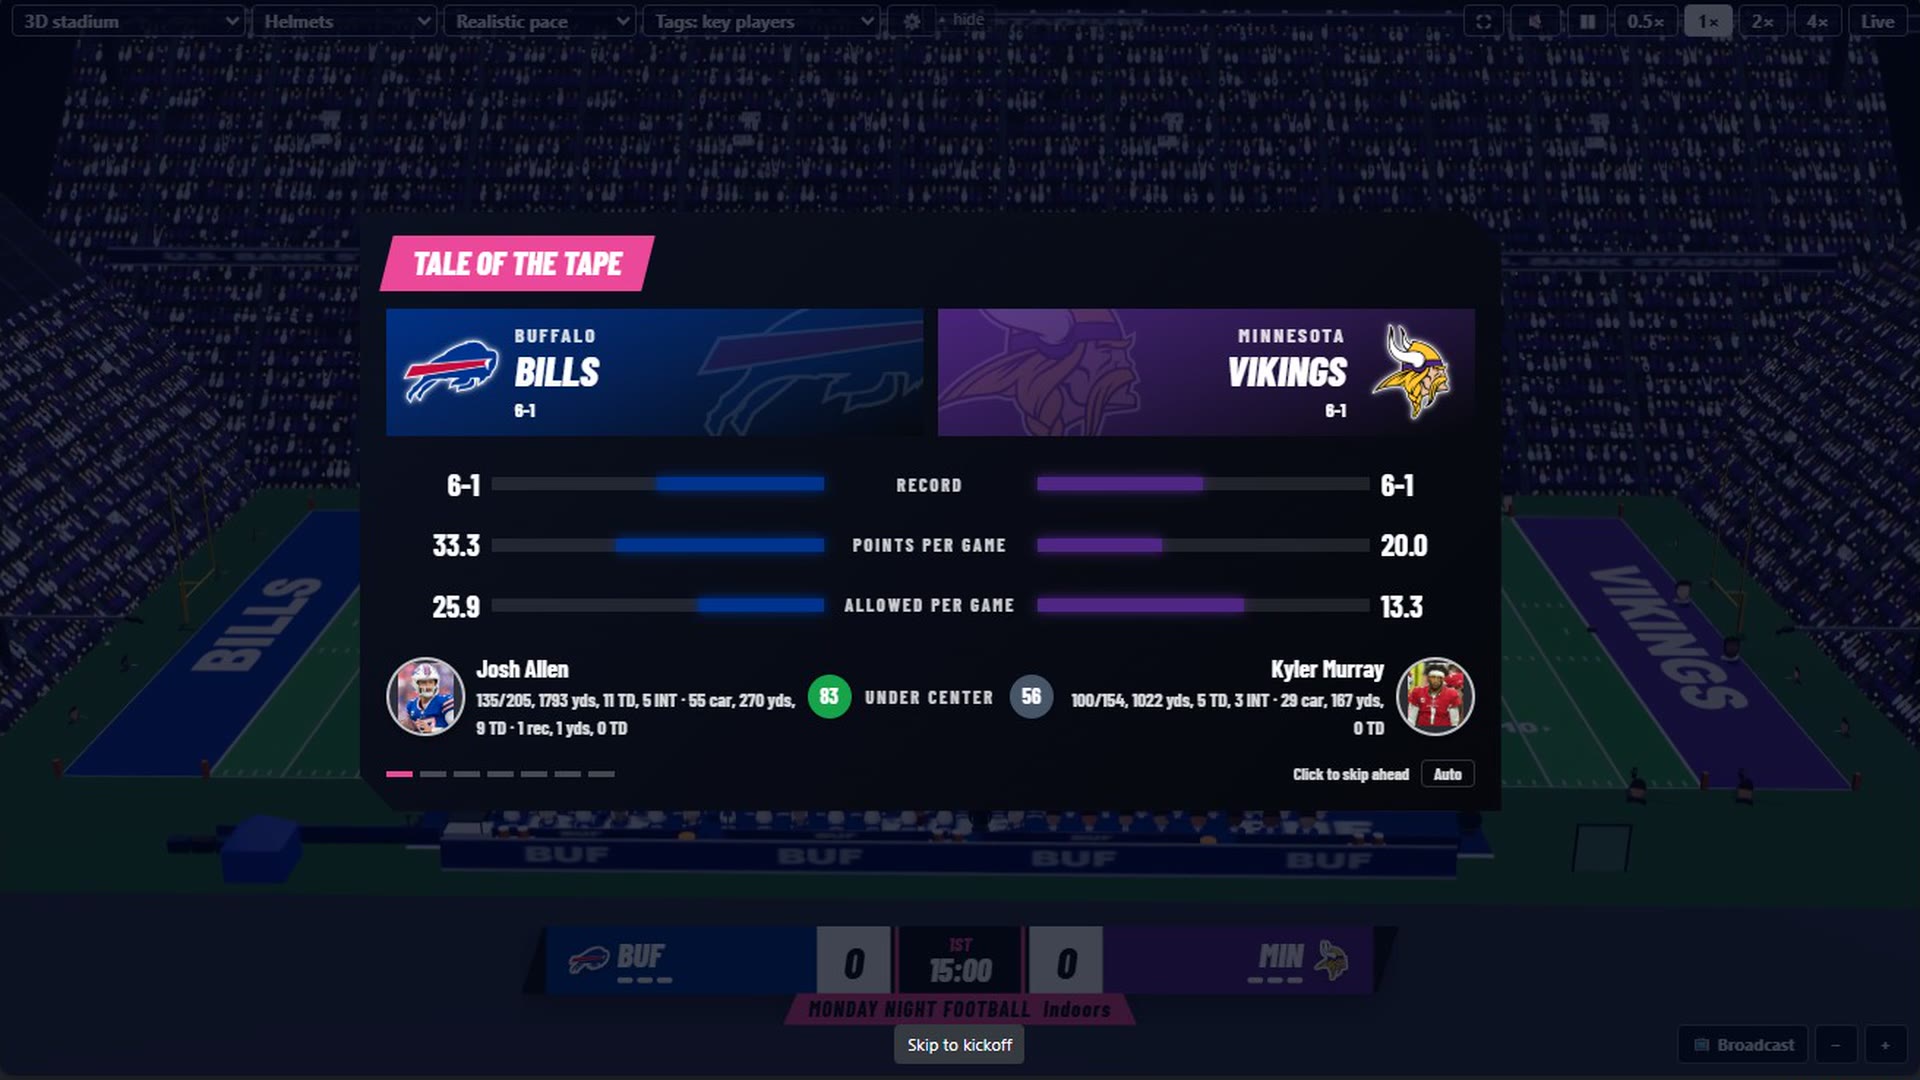 3D stadium
Helmets
Realistic pace
Tags: key players
hide
0.5×
1×
2×
4×
Live
U.S. BANK S
BANK STADIUM
TALE OF THE TAPE
BUFFALO
BILLS
6-1
MINNESOTA
VIKINGS
6-1
6-1 RECORD 6-1
33.3 POINTS PER GAME 20.0
25.9 ALLOWED PER GAME 13.3
BILLS
VIKINGS
Josh Allen
135/205, 1793 yds, 11 TD, 5 INT · 55 car, 270 yds,
9 TD · 1 rec, 1 yds, 0 TD
83 UNDER CENTER 56
Kyler Murray
100/154, 1022 yds, 5 TD, 3 INT · 29 car, 167 yds,
0 TD
Click to skip ahead
Auto
BUF BUF BUF BUF
BUF 0 1ST 15:00 0 MIN
MONDAY NIGHT FOOTBALL Indoors
Skip to kickoff
Broadcast
−
+